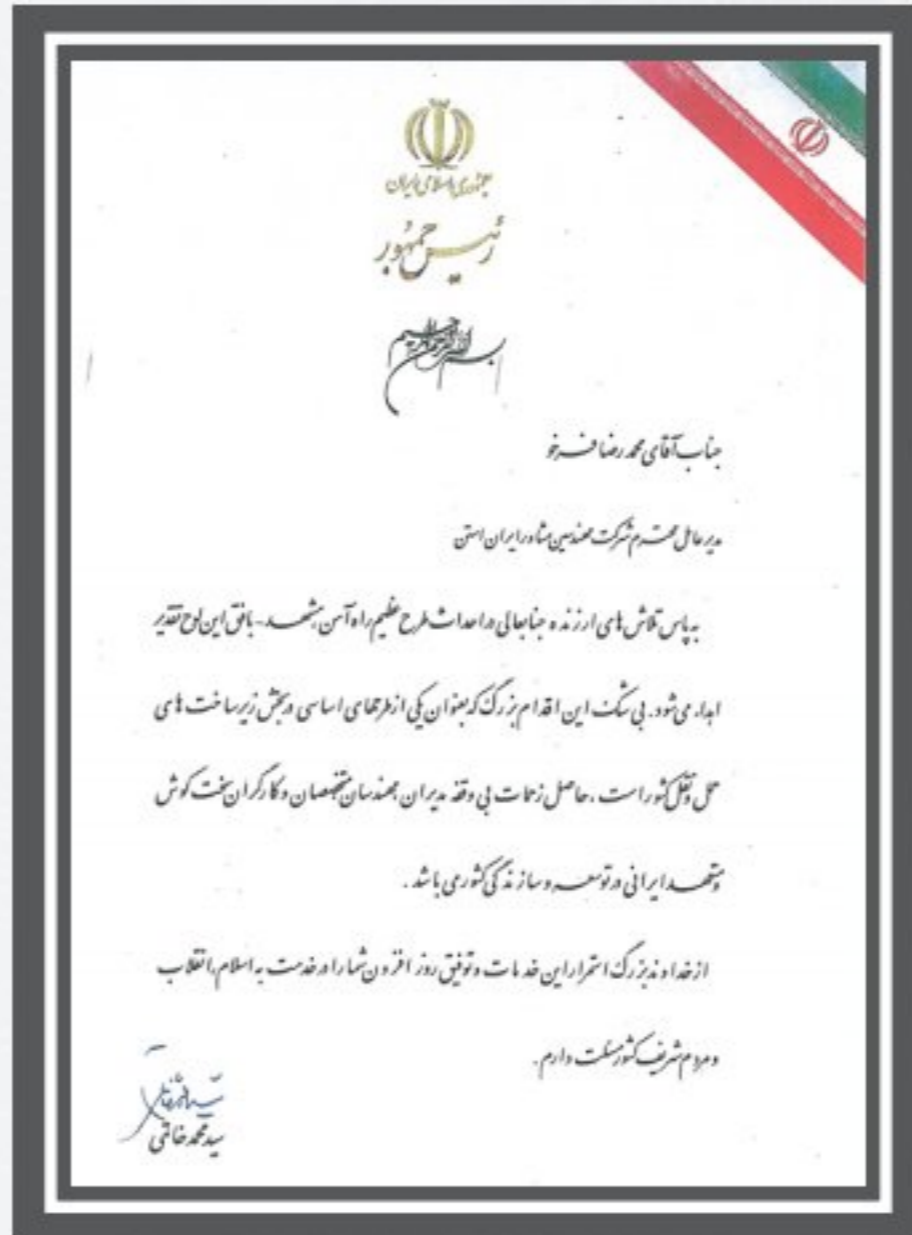 جمهوری اسلامی ایران
رئیس جمهور
بسم الله الرحمن الرحیم
جناب آقای محمد رضا فرخو
مدیر عامل محترم شرکت مهندسین مشاور ایران استن
به پاس تلاش های ارزنده جنابعالی در احداث طرح عظیم راه آهن مشهد - بافق این لوح تقدیر
اهداء می شود. بی شک این اقدام بزرگ که بعنوان یکی از طرحهای اساسی در بخش زیرساخت های
حمل و نقل کشور است ، حاصل زحمات بی وقفه مدیران ، مهندسان ، متخصصان و کارگران سخت کوش
و متعهد ایرانی در توسعه و سازندگی کشور می باشد .
از خداوند بزرگ استمرار این خدمات و توفیق روز افزون شما را در خدمت به اسلام ، انقلاب
و مردم شریف کشور مسئلت دارم .
سید محمد خاتمی